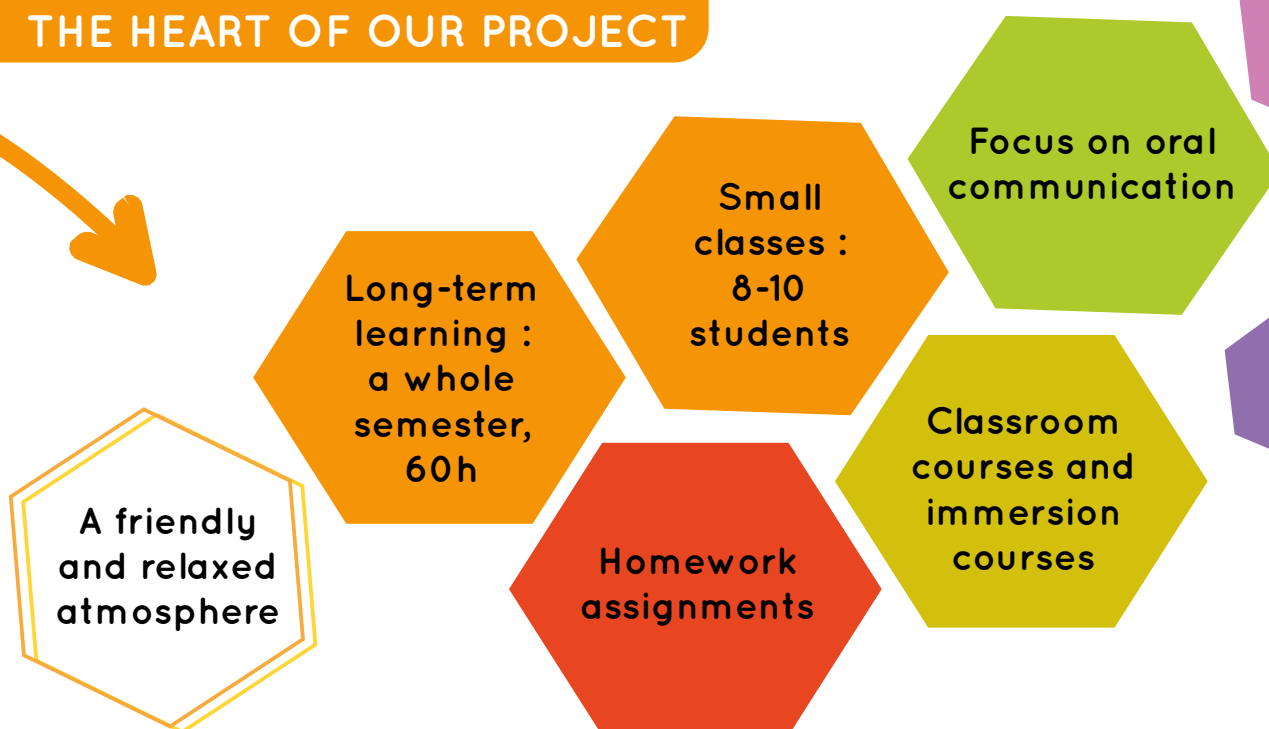 THE HEART OF OUR PROJECT
Focus on oral
communication
Small
classes :
8-10
students
Long-term
learning :
a whole
semester,
60h
Classroom
courses and
immersion
courses
A friendly
and relaxed
atmosphere
Homework
assignments